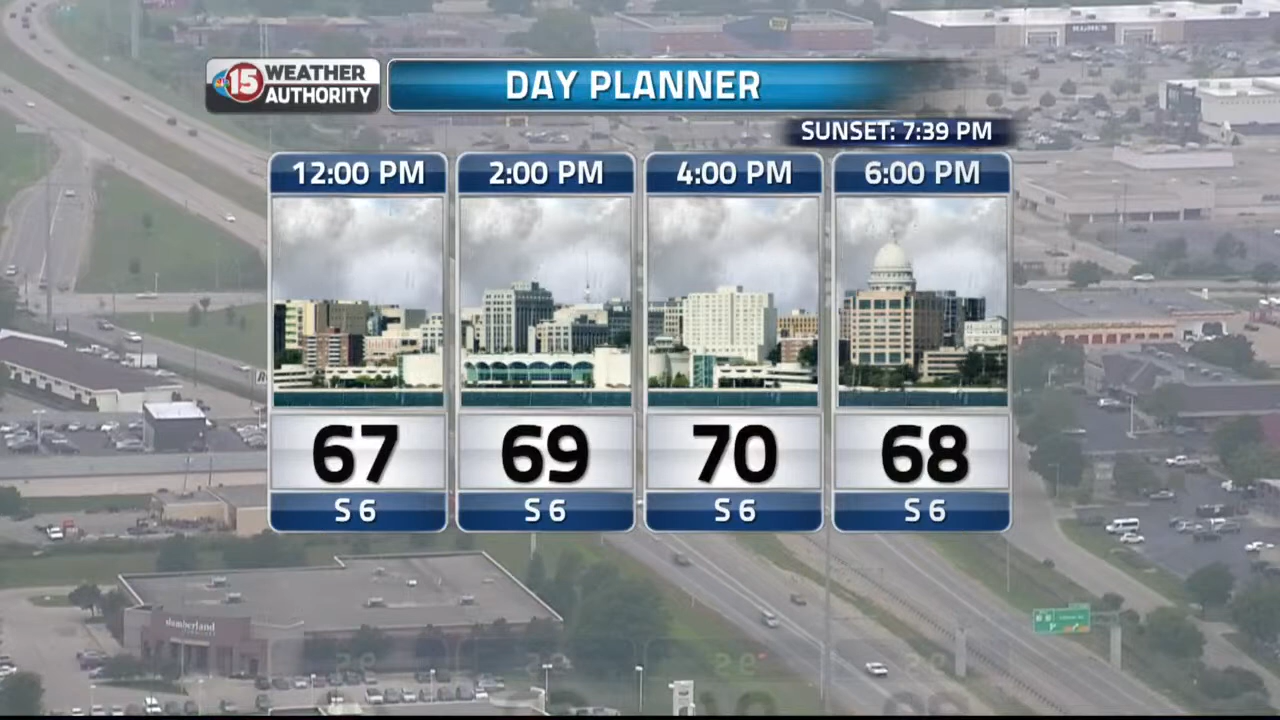 15 WEATHER
AUTHORITY
DAY PLANNER
SUNSET: 7:39 PM
12:00 PM
2:00 PM
4:00 PM
6:00 PM
67
69
70
68
S 6
S 6
S 6
S 6
slumberland